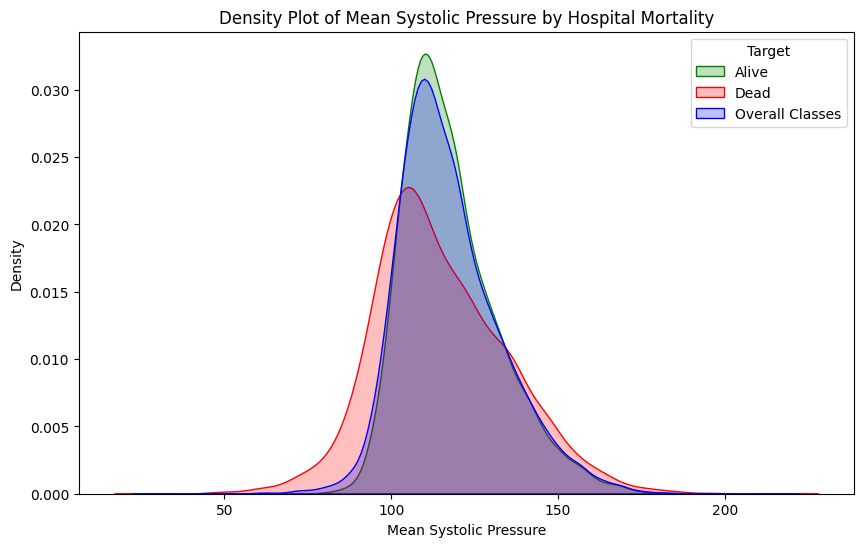 Density Plot of Mean Systolic Pressure by Hospital Mortality
Target
Alive
Dead
Overall Classes
Density
0.030
0.025
0.020
0.015
0.010
0.005
0.000
50
100
150
200
Mean Systolic Pressure